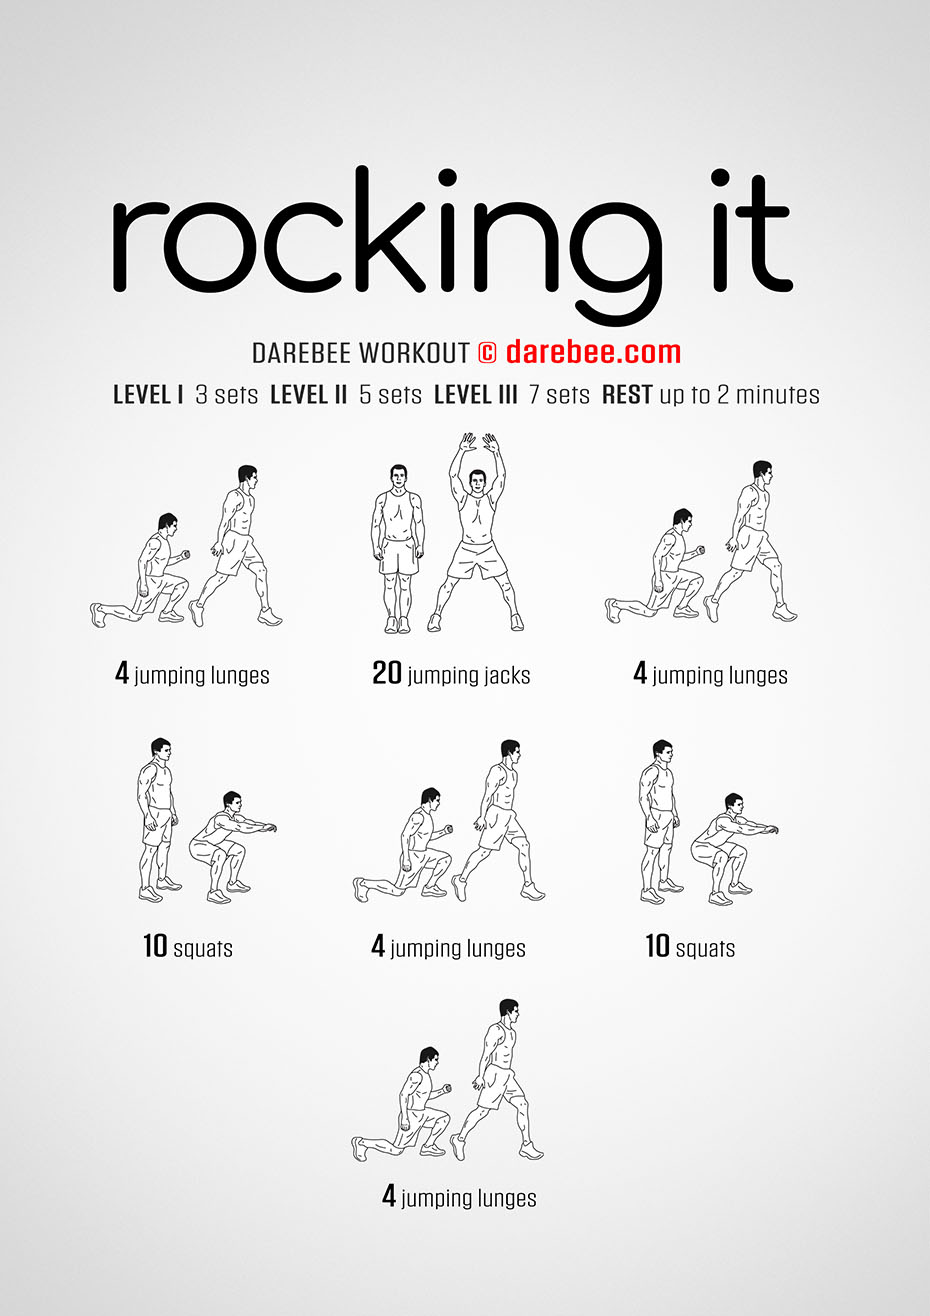 rocking it
DAREBEE WORKOUT © darebee.com
LEVEL I 3 sets LEVEL II 5 sets LEVEL III 7 sets REST up to 2 minutes
4 jumping lunges
20 jumping jacks
4 jumping lunges
10 squats
4 jumping lunges
10 squats
4 jumping lunges